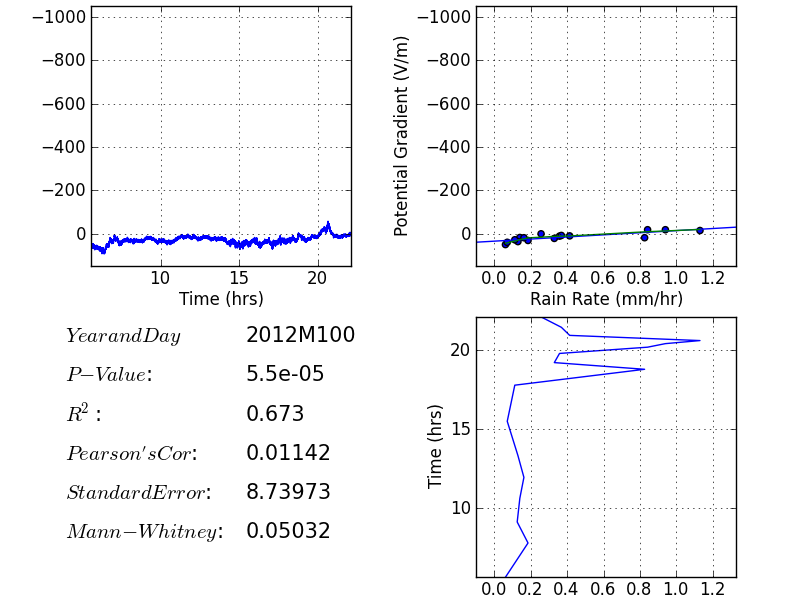 −1000
−800
−600
−400
−200
0
10 15 20
Time (hrs)
Potential Gradient (V/m)
−1000
−800
−600
−400
−200
0
0.0 0.2 0.4 0.6 0.8 1.0 1.2
Rain Rate (mm/hr)
YearandDay 2012M100
P−Value: 5.5e-05
R²: 0.673
Pearson'sCor: 0.01142
StandardError: 8.73973
Mann−Whitney: 0.05032
Time (hrs)
20
15
10
0.0 0.2 0.4 0.6 0.8 1.0 1.2